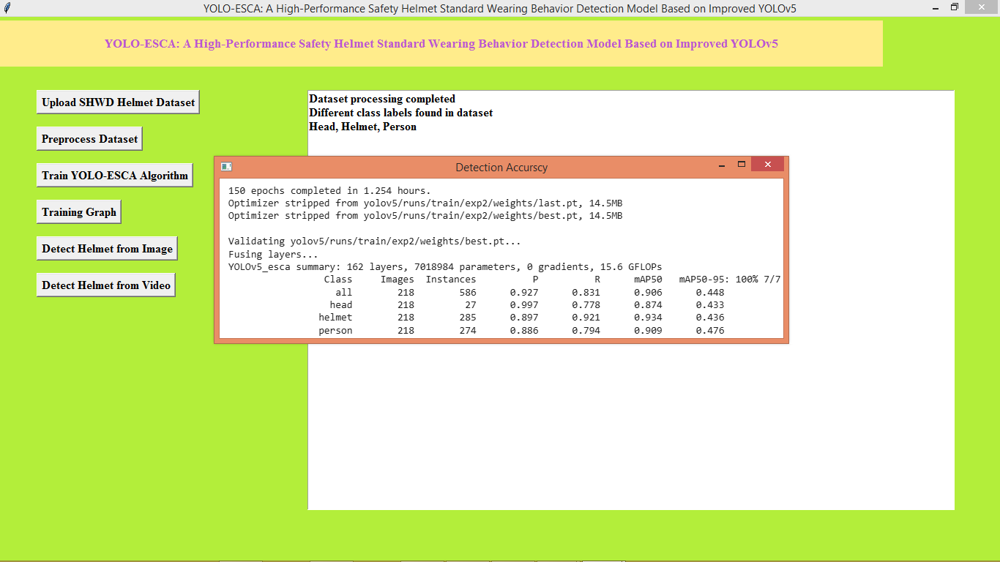 YOLO-ESCA: A High-Performance Safety Helmet Standard Wearing Behavior Detection Model Based on Improved YOLOv5
YOLO-ESCA: A High-Performance Safety Helmet Standard Wearing Behavior Detection Model Based on Improved YOLOv5
Upload SHWD Helmet Dataset
Preprocess Dataset
Train YOLO-ESCA Algorithm
Training Graph
Detect Helmet from Image
Detect Helmet from Video
Dataset processing completed
Different class labels found in dataset
Head, Helmet, Person
Detection Accurscy
150 epochs completed in 1.254 hours.
Optimizer stripped from yolov5/runs/train/exp2/weights/last.pt, 14.5MB
Optimizer stripped from yolov5/runs/train/exp2/weights/best.pt, 14.5MB
Validating yolov5/runs/train/exp2/weights/best.pt...
Fusing layers...
YOLOv5_esca summary: 162 layers, 7018984 parameters, 0 gradients, 15.6 GFLOPs
Class Images Instances P R mAP50 mAP50-95: 100% 7/7
all 218 586 0.927 0.831 0.906 0.448
head 218 27 0.997 0.778 0.874 0.433
helmet 218 285 0.897 0.921 0.934 0.436
person 218 274 0.886 0.794 0.909 0.476